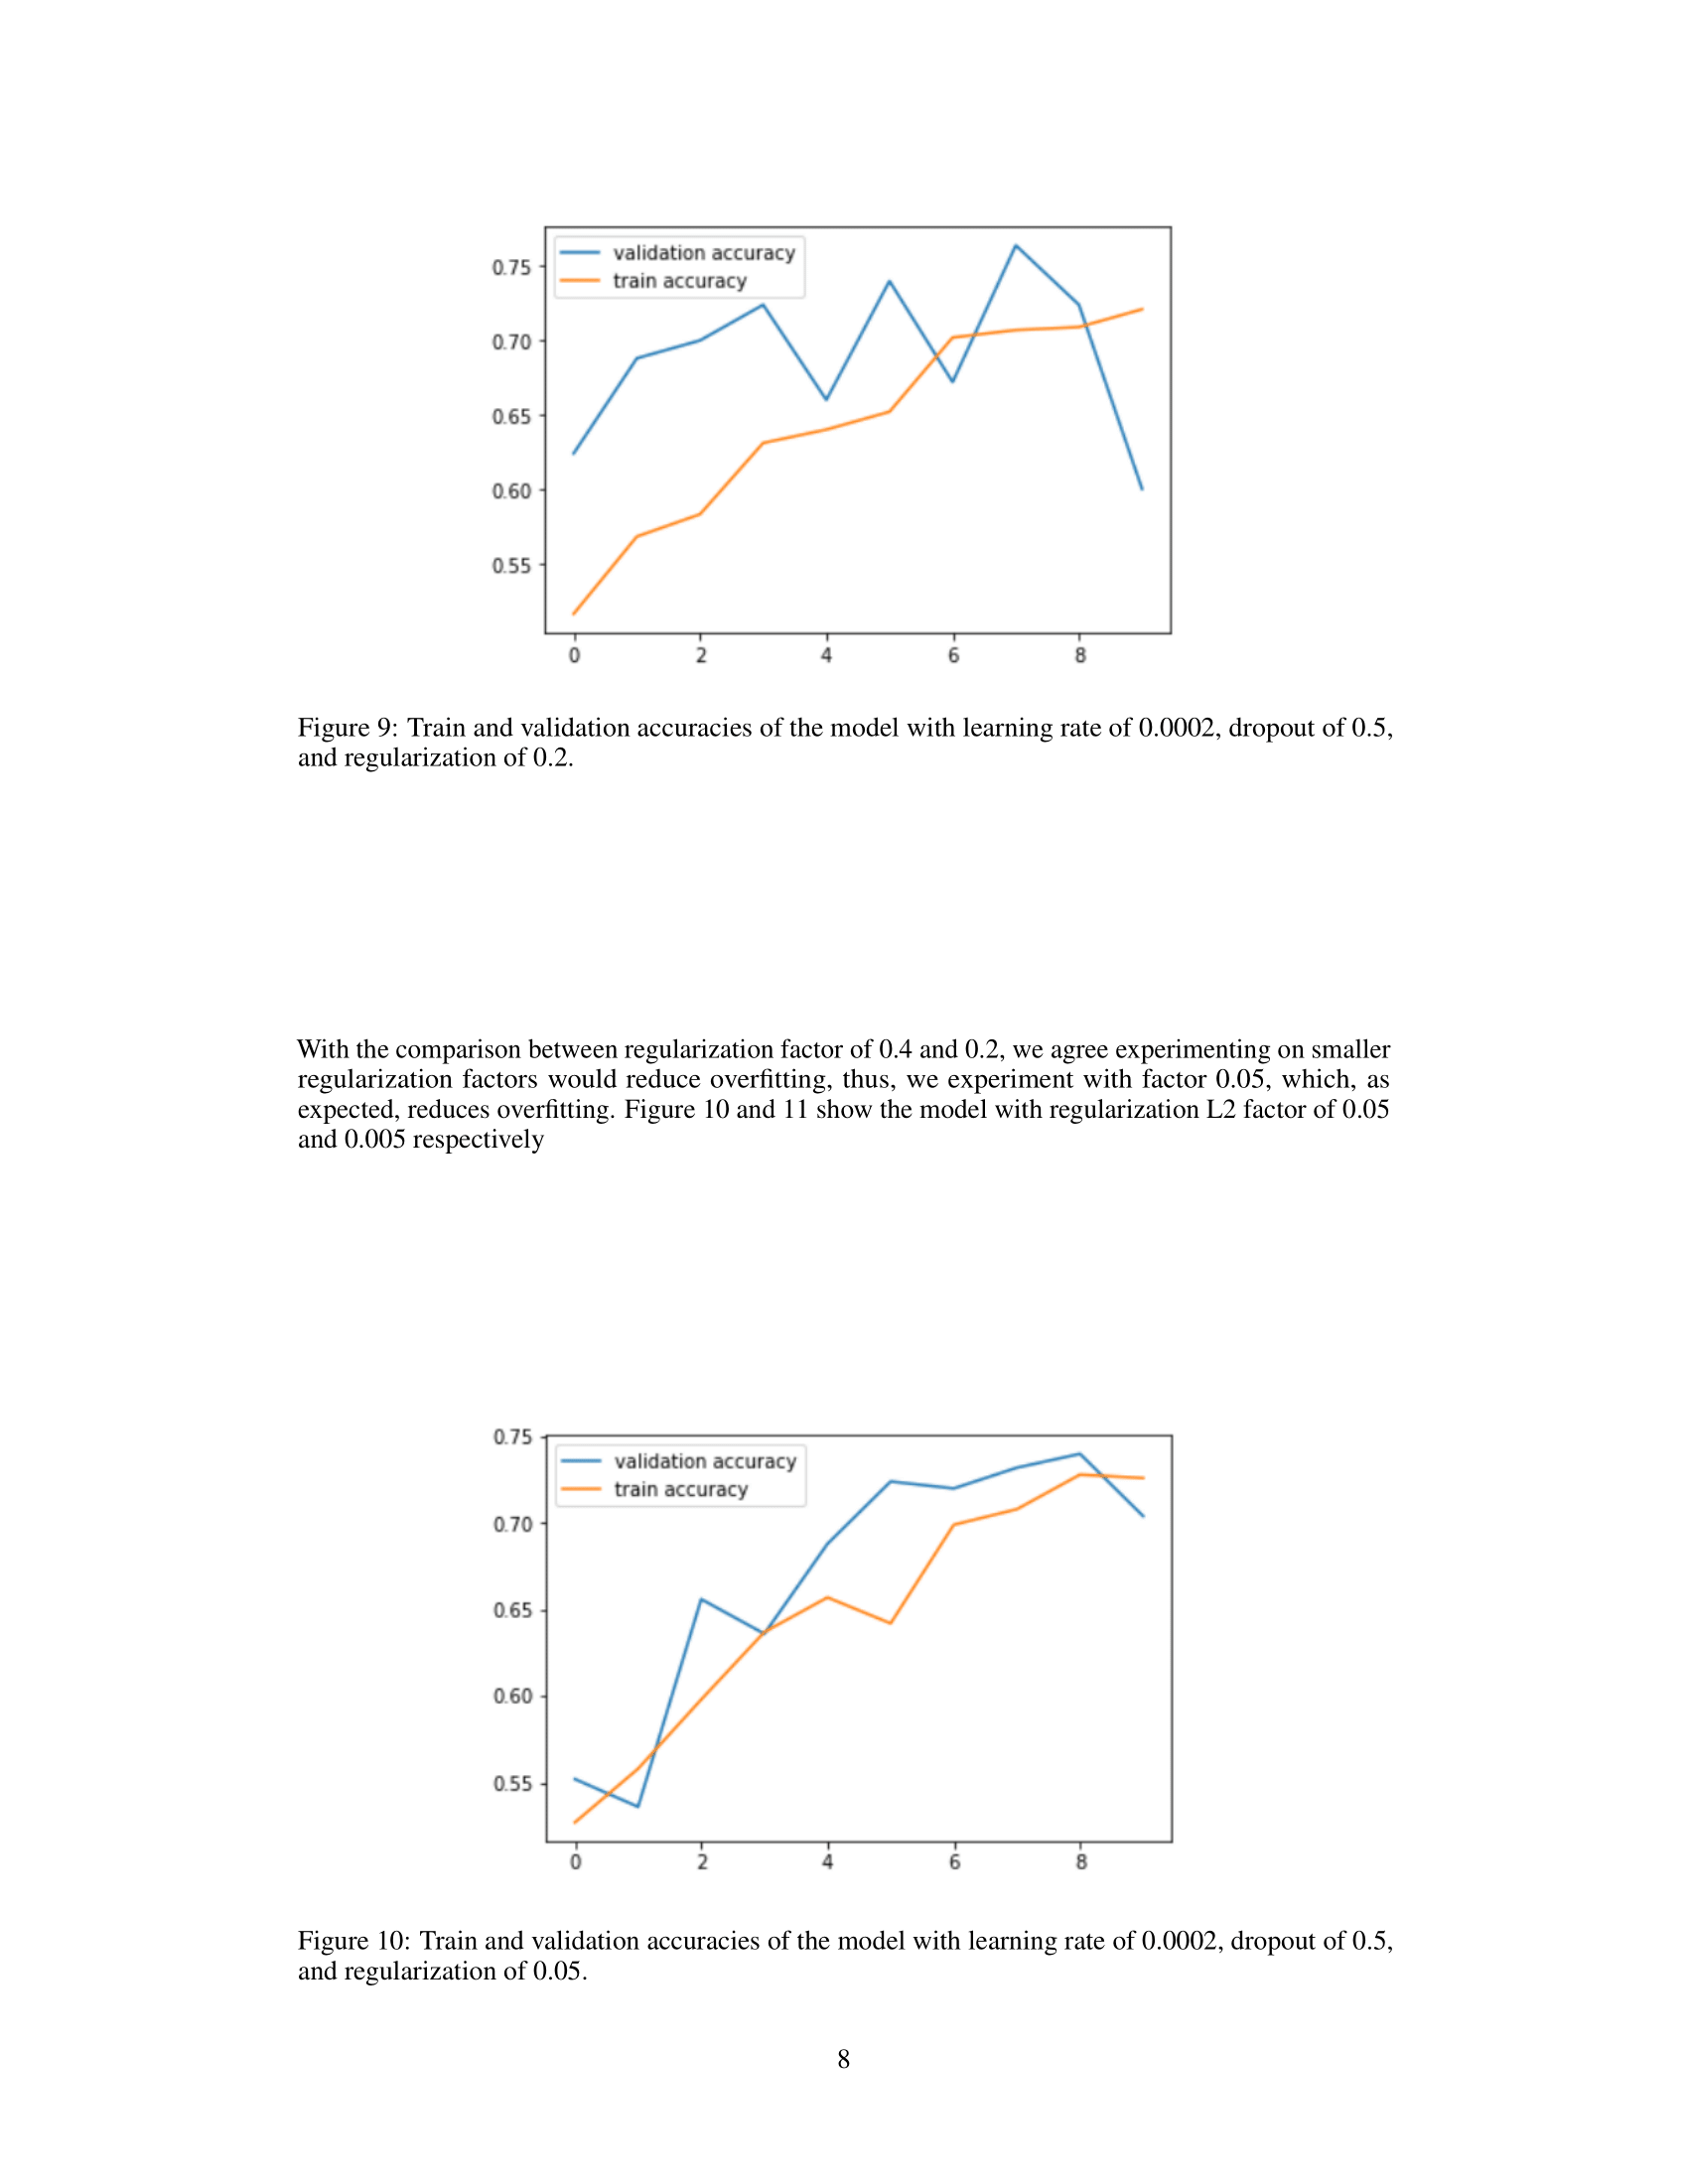 validation accuracy
train accuracy
0.75
0.70
0.65
0.60
0.55
0 2 4 6 8
Figure 9: Train and validation accuracies of the model with learning rate of 0.0002, dropout of 0.5,
and regularization of 0.2.
With the comparison between regularization factor of 0.4 and 0.2, we agree experimenting on smaller
regularization factors would reduce overfitting, thus, we experiment with factor 0.05, which, as
expected, reduces overfitting. Figure 10 and 11 show the model with regularization L2 factor of 0.05
and 0.005 respectively
0.75
validation accuracy
train accuracy
0.70
0.65
0.60
0.55
0 2 4 6 8
Figure 10: Train and validation accuracies of the model with learning rate of 0.0002, dropout of 0.5,
and regularization of 0.05.
8